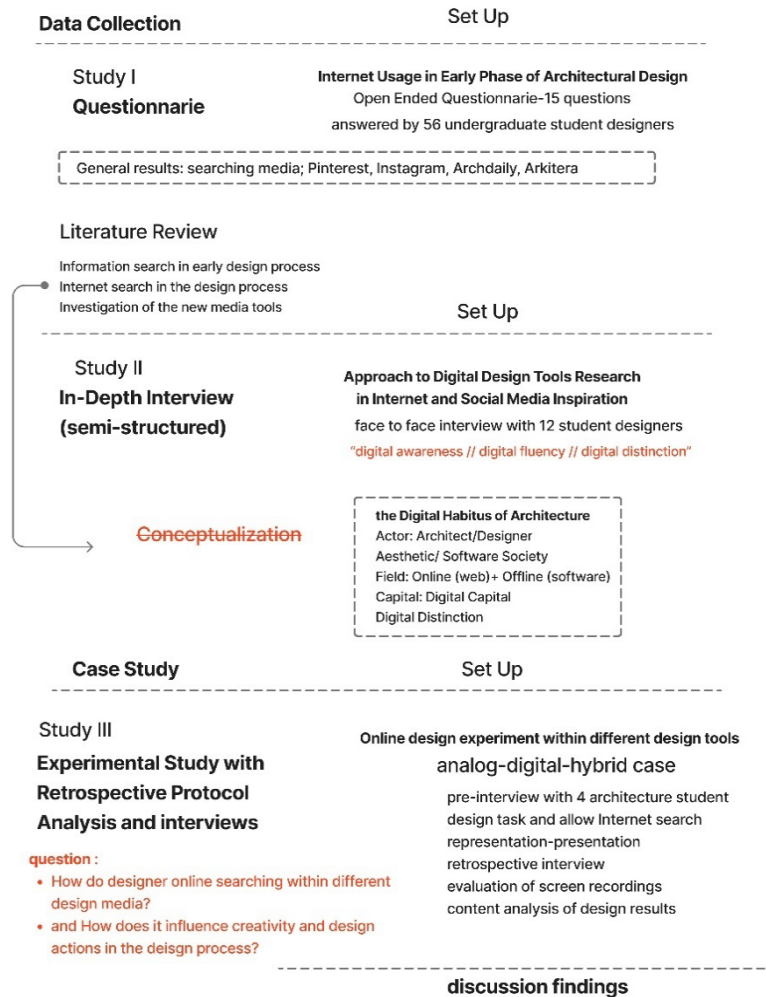 Data Collection
Set Up
Study I
Questionnarie
Internet Usage in Early Phase of Architectural Design
Open Ended Questionnarie-15 questions
answered by 56 undergraduate student designers
General results: searching media; Pinterest, Instagram, Archdaily, Arkitera
Literature Review
Information search in early design process
Internet search in the design process
Investigation of the new media tools
Set Up
Study II
In-Depth Interview
(semi-structured)
Approach to Digital Design Tools Research
in Internet and Social Media Inspiration
face to face interview with 12 student designers
"digital awareness // digital fluency // digital distinction"
Conceptualization
the Digital Habitus of Architecture
Actor: Architect/Designer
Aesthetic/ Software Society
Field: Online (web)+ Offline (software)
Capital: Digital Capital
Digital Distinction
Case Study
Set Up
Study III
Experimental Study with
Retrospective Protocol
Analysis and interviews
question :
• How do designer online searching within different
design media?
• and How does it influence creativity and design
actions in the deisgn process?
Online design experiment within different design tools
analog-digital-hybrid case
pre-interview with 4 architecture student
design task and allow Internet search
representation-presentation
retrospective interview
evaluation of screen recordings
content analysis of design results
discussion findings